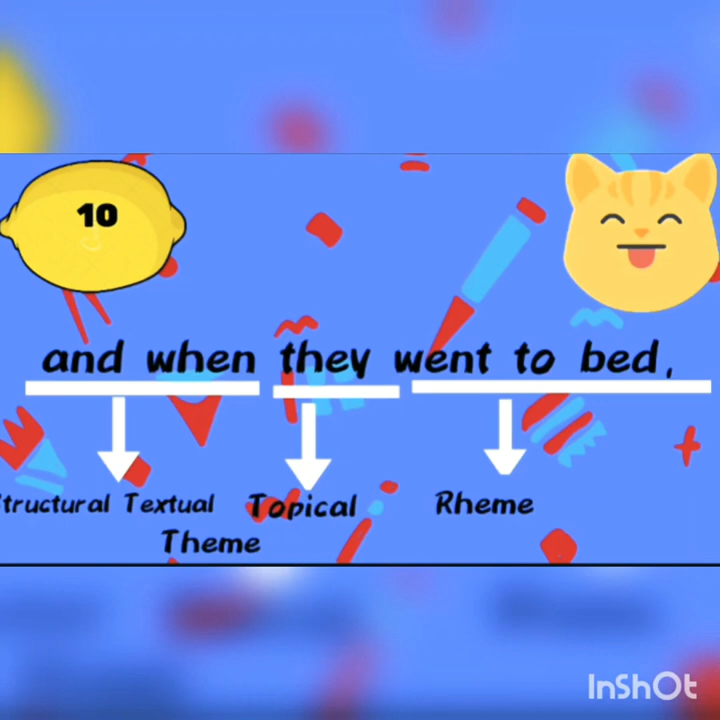 10
and when they went to bed,
tructural Textual Topical Rheme
Theme
InShOt